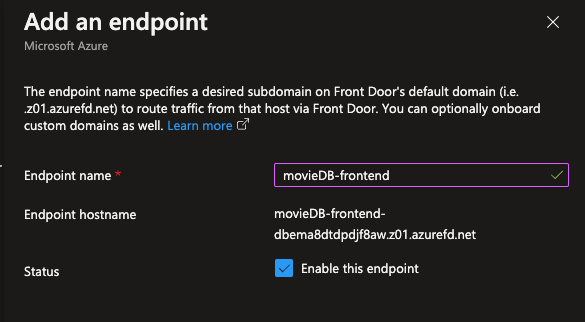 Add an endpoint
Microsoft Azure
The endpoint name specifies a desired subdomain on Front Door's default domain (i.e.
.z01.azurefd.net) to route traffic from that host via Front Door. You can optionally onboard
custom domains as well. Learn more
Endpoint name *
movieDB-frontend
Endpoint hostname
movieDB-frontend-
dbema8dtdpdjf8aw.z01.azurefd.net
Status
Enable this endpoint